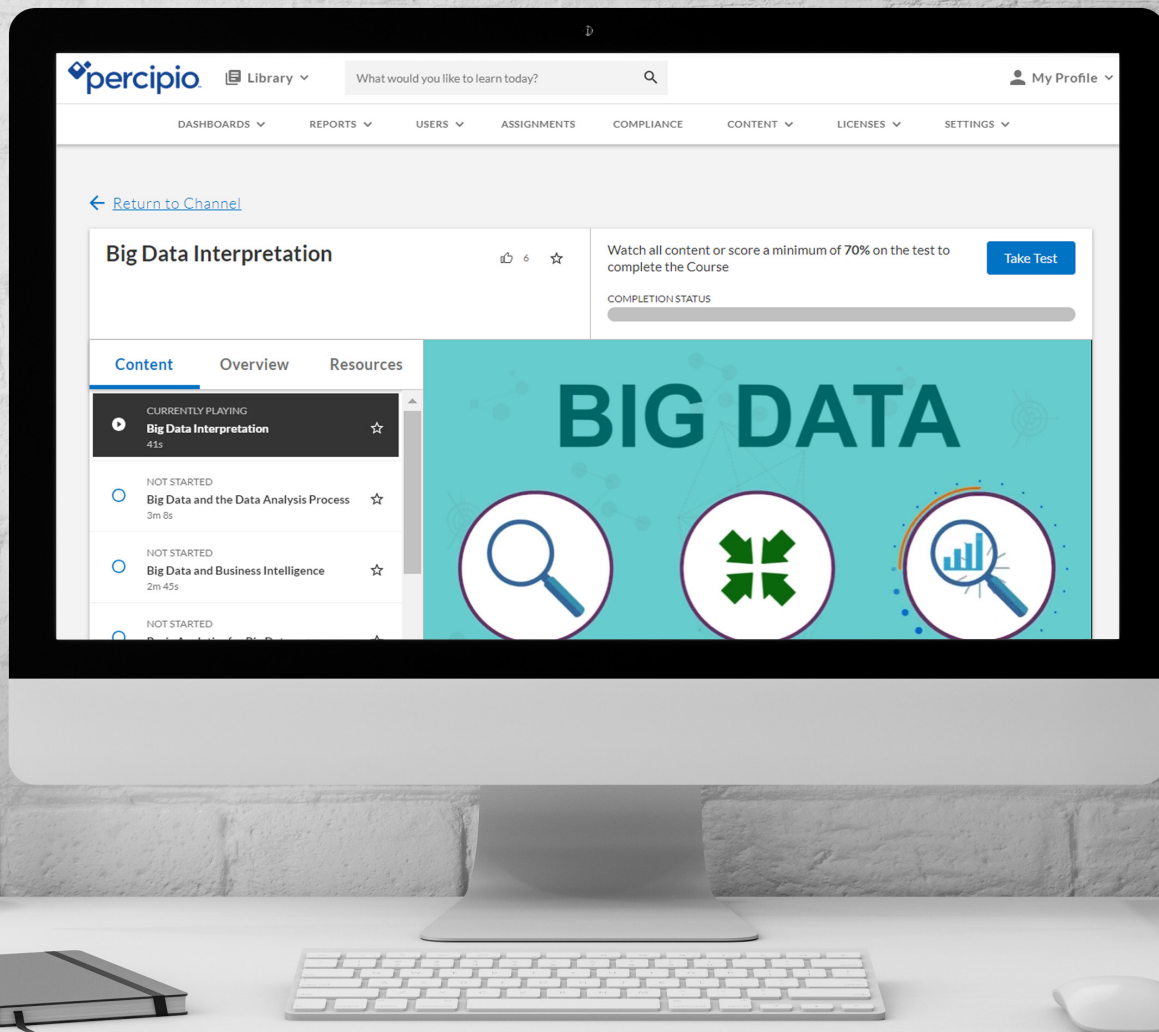 percipio.
Library
What would you like to learn today?
My Profile
DASHBOARDS
REPORTS
USERS
ASSIGNMENTS
COMPLIANCE
CONTENT
LICENSES
SETTINGS
Return to Channel
Big Data Interpretation
6
Watch all content or score a minimum of 70% on the test to
complete the Course
Take Test
COMPLETION STATUS
Content
Overview
Resources
CURRENTLY PLAYING
Big Data Interpretation
41s
NOT STARTED
Big Data and the Data Analysis Process
3m 8s
NOT STARTED
Big Data and Business Intelligence
2m 45s
NOT STARTED
BIG DATA